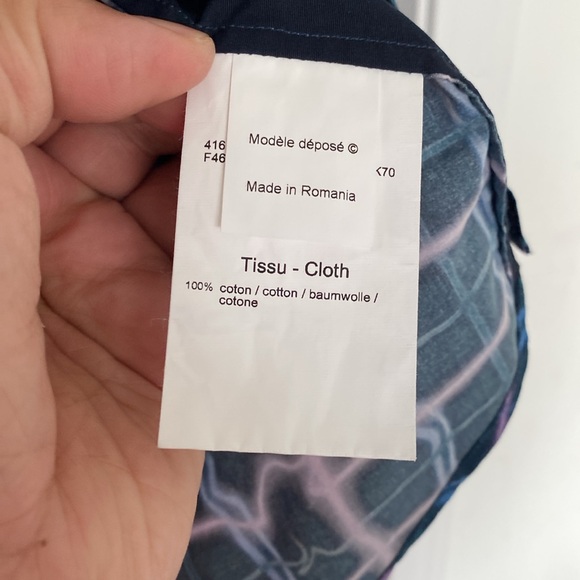 416
F46
Modèle déposé ©
<70
Made in Romania
Tissu - Cloth
100% coton / cotton / baumwolle /
cotone